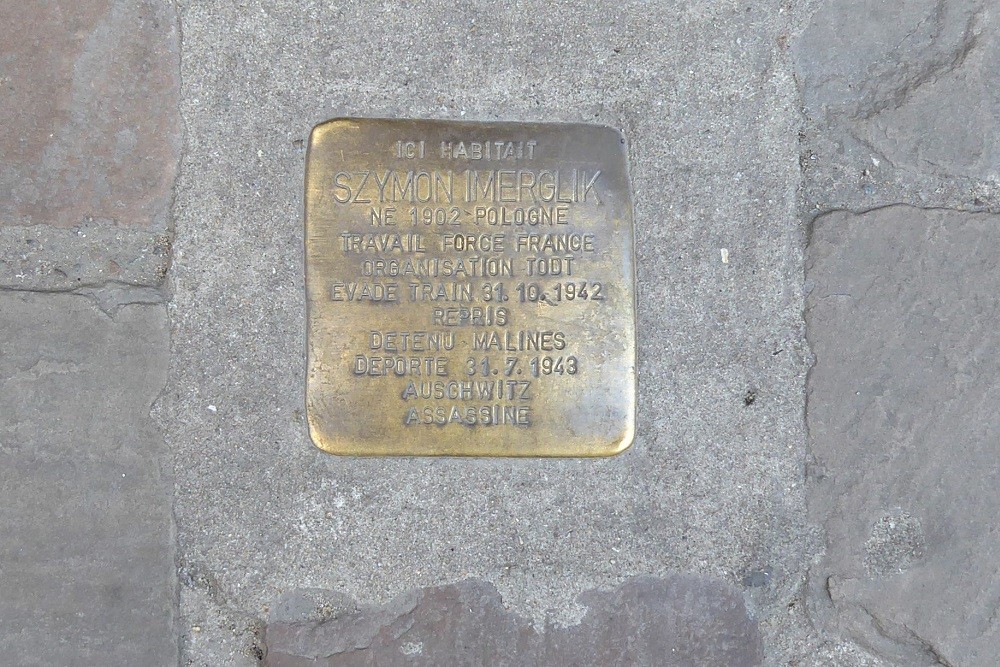 ICI HABITAIT
SZYMON IMERGLIK
NE 1902 POLOGNE
TRAVAIL FORCE FRANCE
ORGANISATION TODT
EVADE TRAIN 31.10.1942
REPRIS
DETENU MALINES
DEPORTE 31.7.1943
AUSCHWITZ
ASSASSINE